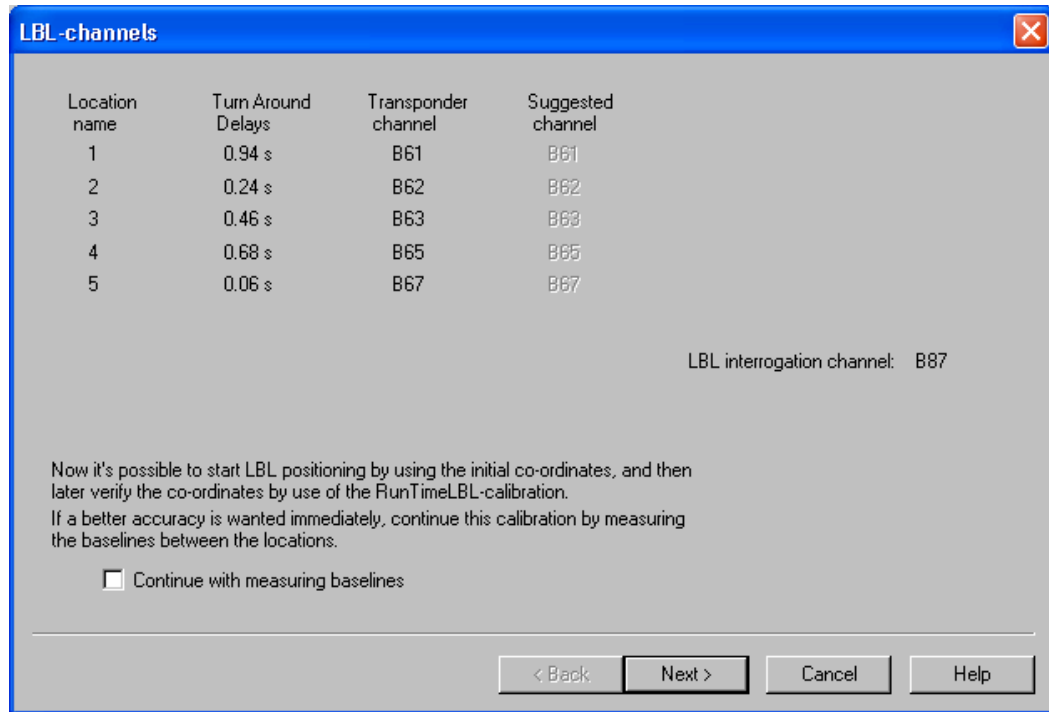 LBL-channels
Location name Turn Around Delays Transponder channel Suggested channel
1 0.94 s B61 B61
2 0.24 s B62 B62
3 0.46 s B63 B63
4 0.68 s B65 B65
5 0.06 s B67 B67
LBL interrogation channel: B87
Now it's possible to start LBL positioning by using the initial co-ordinates, and then
later verify the co-ordinates by use of the RunTimeLBL-calibration.
If a better accuracy is wanted immediately, continue this calibration by measuring
the baselines between the locations.
Continue with measuring baselines
< Back Next > Cancel Help